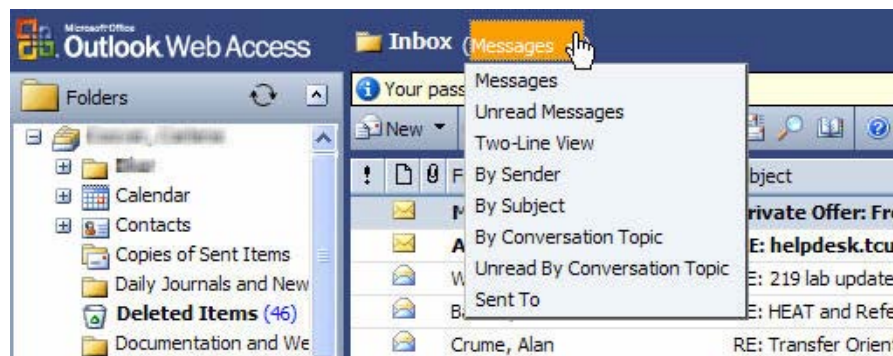 Microsoft Office
Outlook Web Access
Inbox (Messages
Folders
Your pass
New
Messages
Unread Messages
Two-Line View
By Sender
By Subject
By Conversation Topic
Unread By Conversation Topic
Sent To
Calendar
Contacts
Copies of Sent Items
Daily Journals and New
Deleted Items (46)
Documentation and We
bject
rivate Offer: Fre
E: helpdesk.tcu
E: 219 lab update
E: HEAT and Refe
Crume, Alan
RE: Transfer Orien